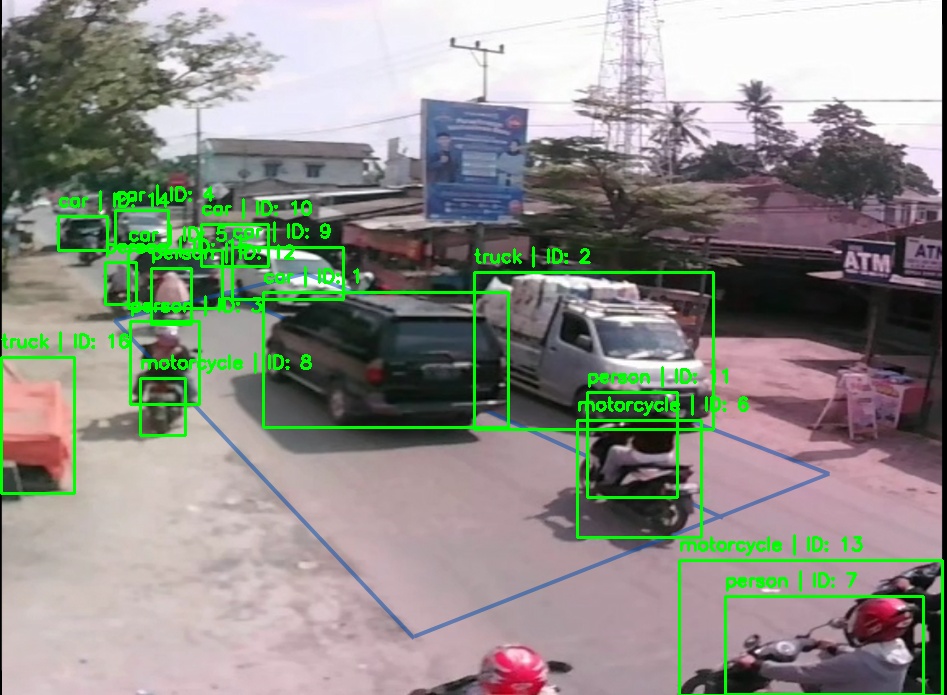 car | ID: 14
car | ID: 4
car | ID: 10
car | ID: 5
car | ID: 9
person | ID: 12
car | ID: 1
truck | ID: 2
person | ID: 3
truck | ID: 16
motorcycle | ID: 8
person | ID: 11
motorcycle | ID: 6
motorcycle | ID: 13
person | ID: 7
ATM
ATM